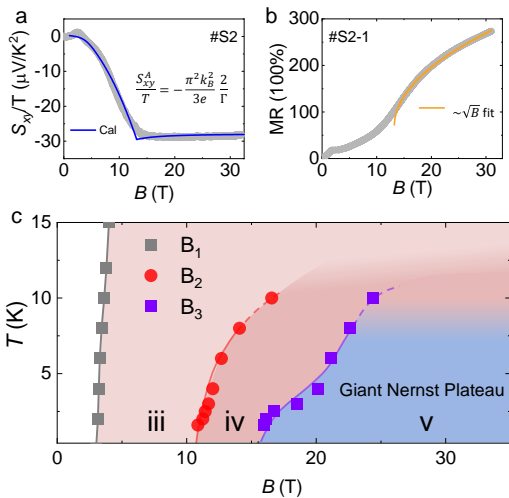 a
#S2
S_xy/T (μV/K²)
0
-10
-20
-30
S^A_xy/T = -π²k²_B/3e 2/Γ
Cal
0 10 20 30
B (T)
b
#S2-1
MR (100%)
300
200
100
0
~√B fit
0 10 20 30
B (T)
c
T (K)
15
10
5
B₁
B₂
B₃
Giant Nernst Plateau
iii iv v
0 10 20 30
B (T)